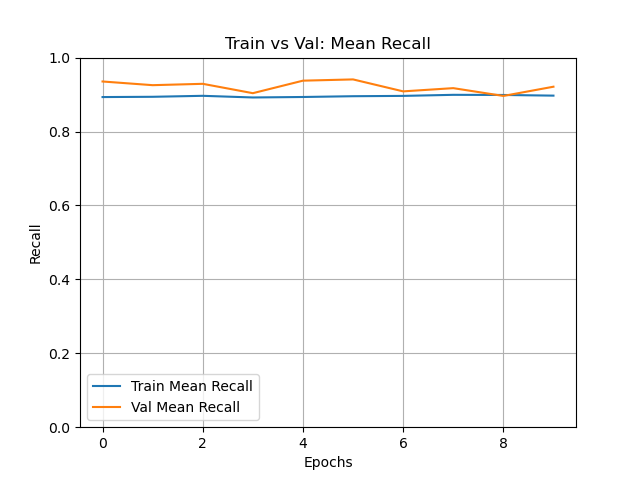 Train vs Val: Mean Recall
1.0
0.8
0.6
0.4
0.2
0.0
Recall
Train Mean Recall
Val Mean Recall
0 2 4 6 8
Epochs